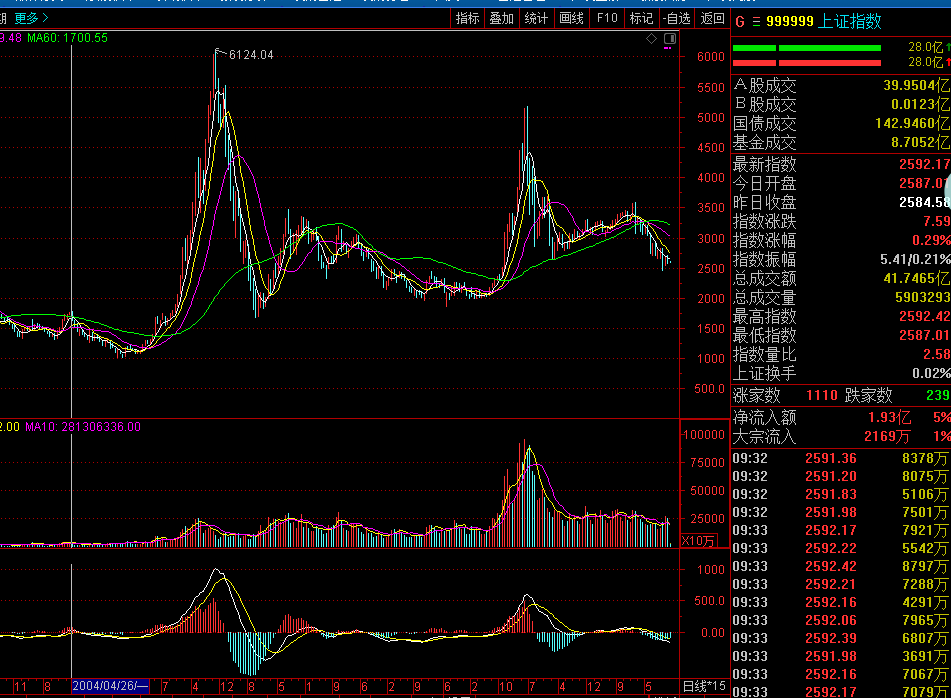 期 更多> 指标 叠加 统计 画线 F10 标记 -自选 返回
G 三 999999 上证指数
9.48 MA60: 1700.55
28.0亿↑
28.0亿↑
6124.04
6000
5500
5000
4500
4000
3500
3000
2500
2000
1500
1000
500.0
A股成交 39.9504亿
B股成交 0.0123亿
国债成交 142.9460亿
基金成交 8.7052亿
最新指数 2592.17
今日开盘 2587.01
昨日收盘 2584.58
指数涨跌 7.59
指数涨幅 0.29%
指数振幅 5.41/0.21%
总成交额 41.7465亿
总成交量 5903293
最高指数 2592.42
最低指数 2587.01
指数量比 2.58
上证换手 0.02%
涨家数 1110 跌家数 239
净流入额 1.93亿 5%
大宗流入 2169万 1%
2.00 MA10: 281306336.00
100000
75000
50000
25000
X10万
09:32 2591.36 8378万
09:32 2591.20 8075万
09:32 2591.83 5106万
09:32 2591.98 7501万
09:33 2592.17 7921万
09:33 2592.22 5542万
09:33 2592.42 8797万
09:33 2592.21 7288万
09:33 2592.16 4291万
09:33 2592.06 7965万
09:33 2592.39 6807万
09:33 2591.98 3691万
09:33 2592.16 7067万
09:33 2592.17 7079万
1000
500.0
0.00
11 8 2004/04/26/一 7 4 12 8 5 1 9 6 2 9 6 2 10 7 4 12 9 5 日线*15